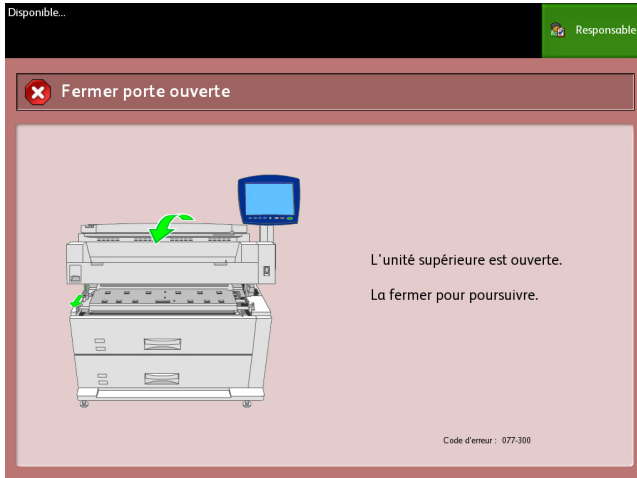 Disponible...
Responsable
Fermer porte ouverte
L'unité supérieure est ouverte.
La fermer pour poursuivre.
Code d'erreur : 077-300